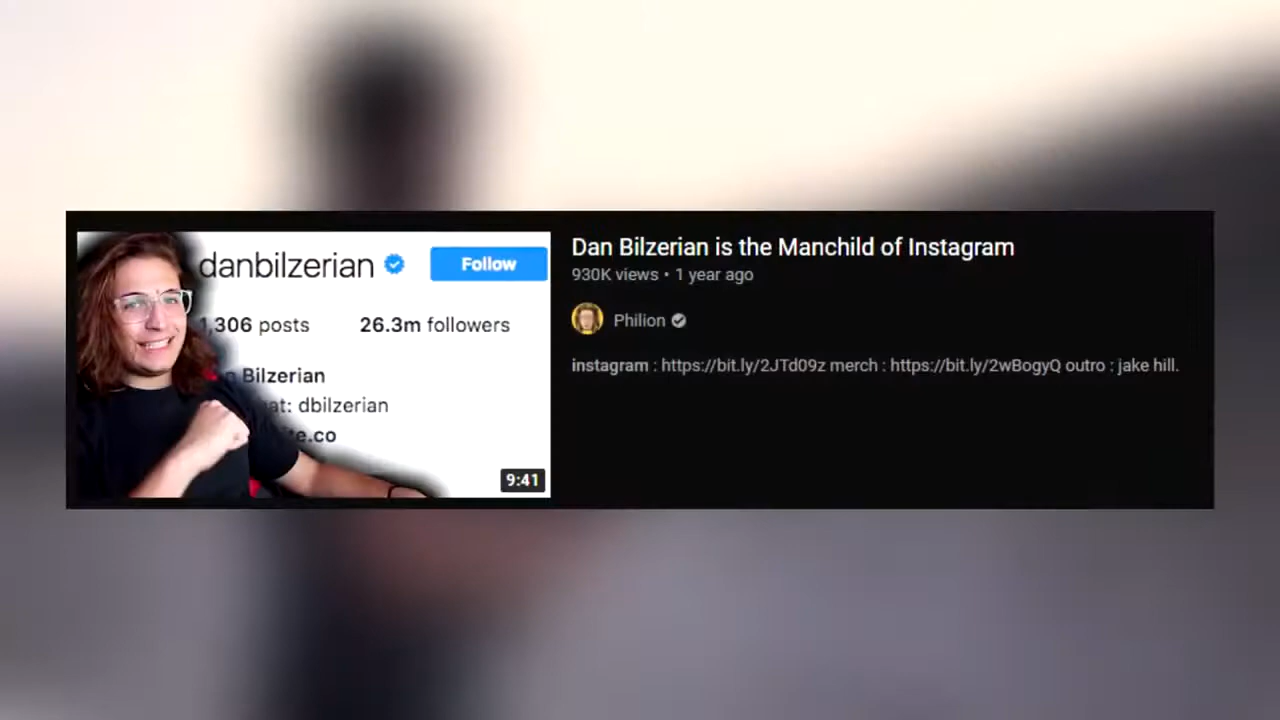 danbilzerian
Follow
1,306 posts
26.3m followers
Bilzerian
at: dbilzerian
9:41
Dan Bilzerian is the Manchild of Instagram
930K views • 1 year ago
Philion
instagram : https://bit.ly/2JTd09z merch : https://bit.ly/2wBogyQ outro : jake hill.